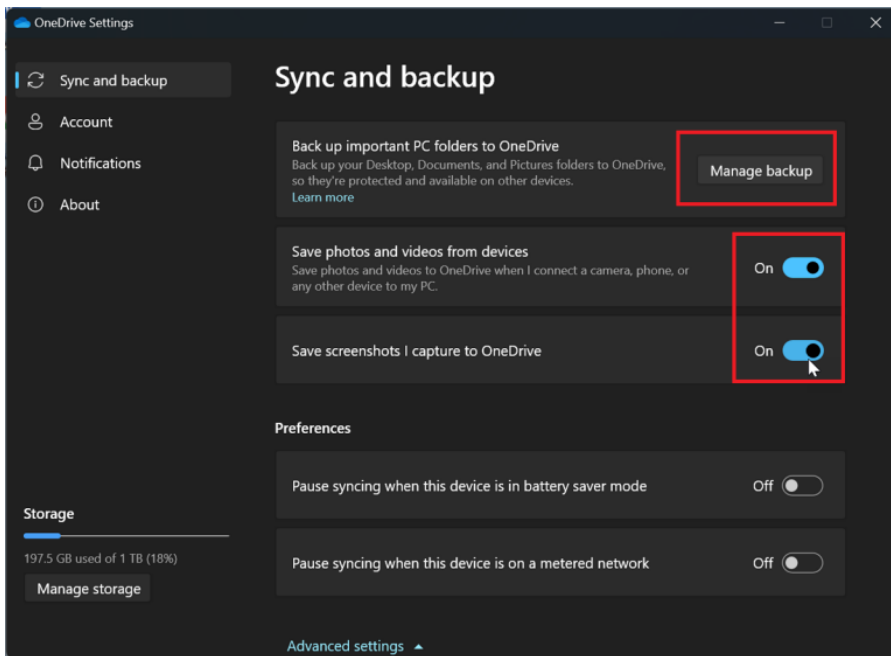 OneDrive Settings
Sync and backup
Account
Notifications
About
Storage
197.5 GB used of 1 TB (18%)
Manage storage
Sync and backup
Back up important PC folders to OneDrive
Back up your Desktop, Documents, and Pictures folders to OneDrive,
so they're protected and available on other devices.
Learn more
Manage backup
Save photos and videos from devices
Save photos and videos to OneDrive when I connect a camera, phone, or
any other device to my PC.
On
Save screenshots I capture to OneDrive
On
Preferences
Pause syncing when this device is in battery saver mode
Off
Pause syncing when this device is on a metered network
Off
Advanced settings